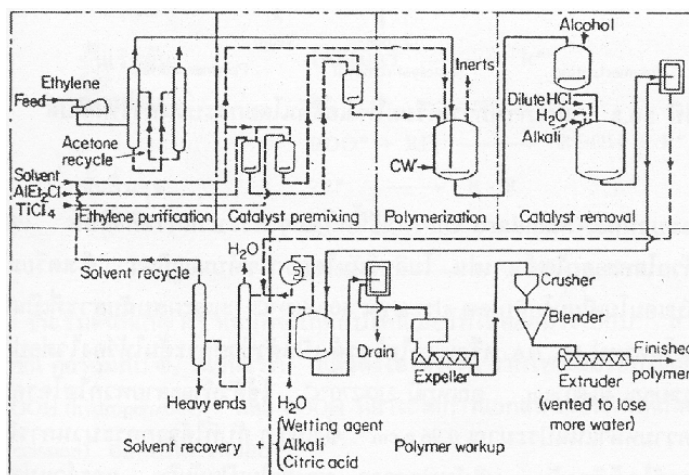 Alcohol
Inerts
Ethylene
Feed
Dilute HCl
H2O
Alkali
Acetone
recycle
CW
Solvent
AlEt2Cl
TiCl4
Ethylene purification
Catalyst premixing
Polymerization
Catalyst removal
H2O
Solvent recycle
Crusher
Blender
Drain
Finished
polymer
Expeller
Extruder
(vented to lose
more water)
Heavy ends
H2O
(Wetting agent
Alkali
Citric acid)
Solvent recovery
Polymer workup